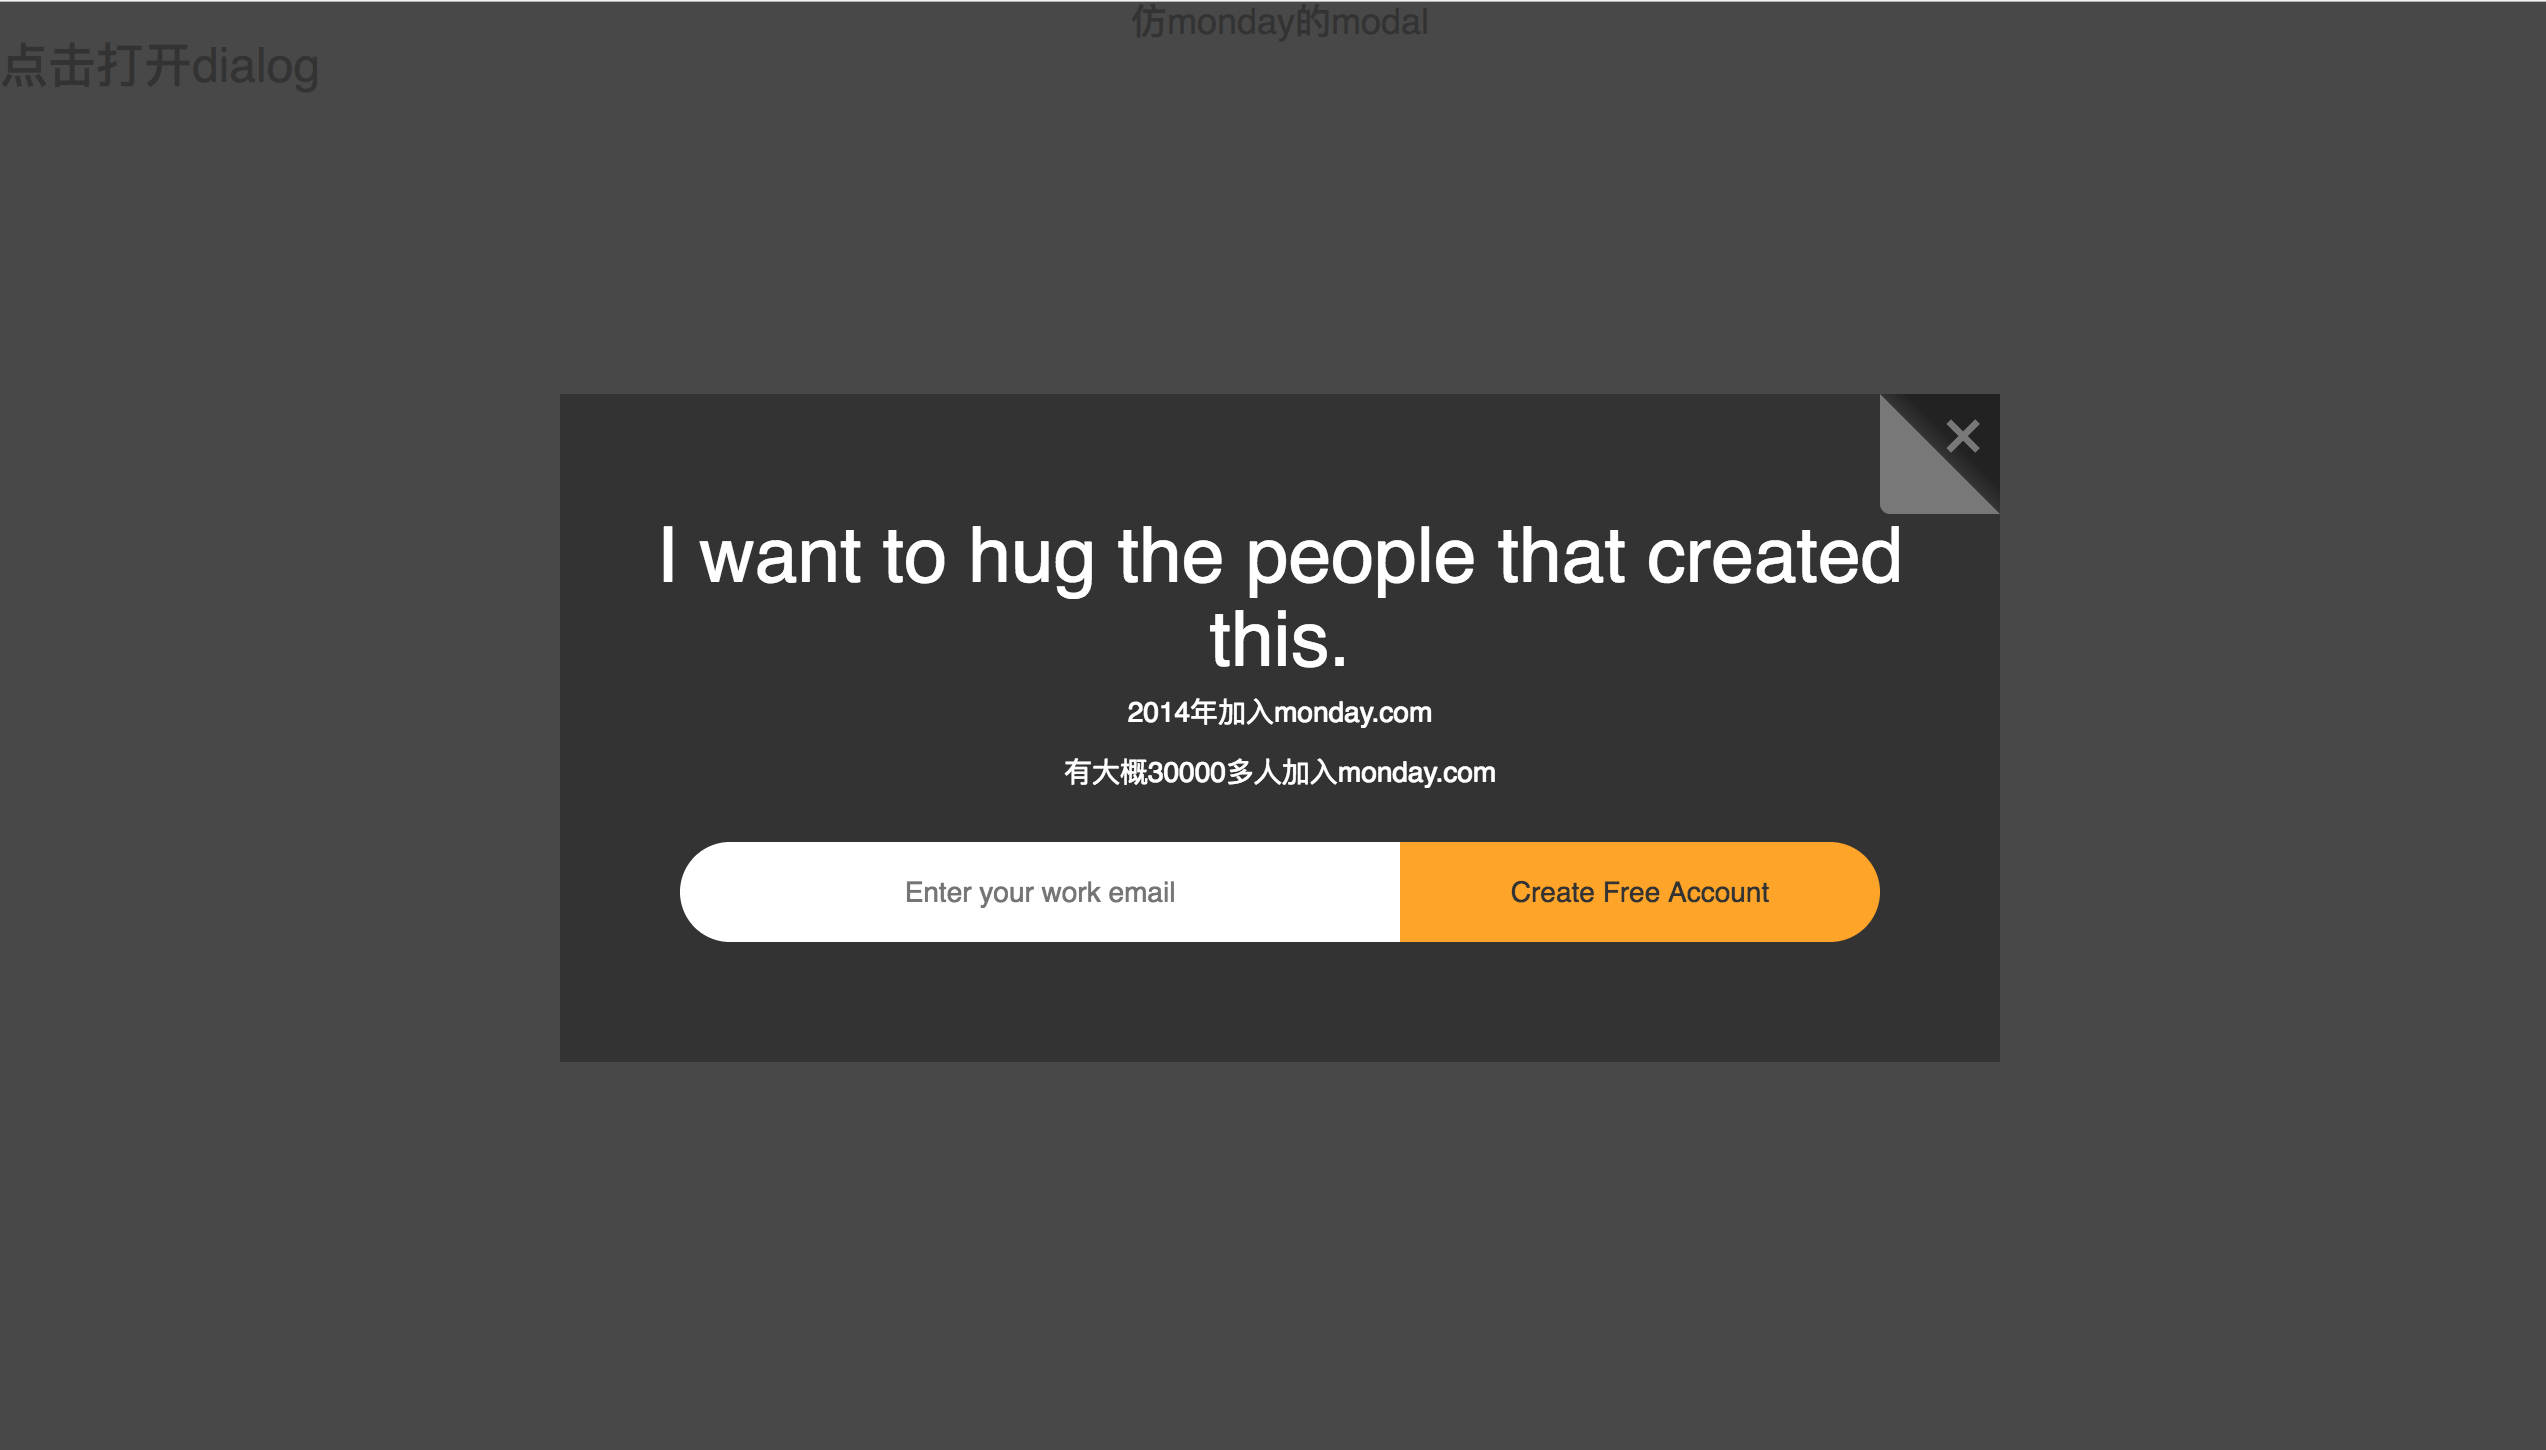 仿monday的modal
点击打开dialog
I want to hug the people that created
this.
2014年加入monday.com
有大概30000多人加入monday.com
Enter your work email
Create Free Account